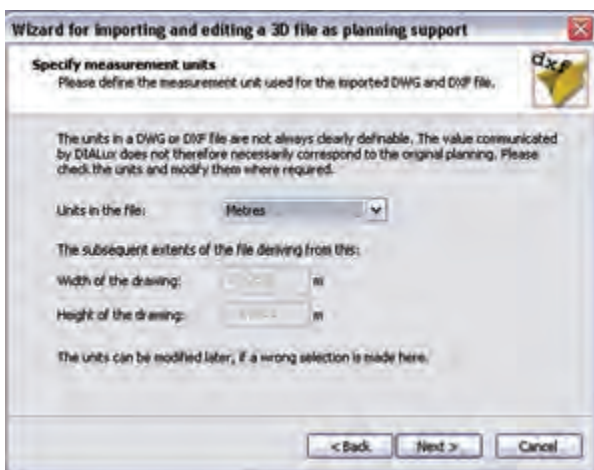 Wizard for importing and editing a 3D file as planning support
Specify measurement units
Please define the measurement unit used for the imported DWG and DXF file.
dxf
The units in a DWG or DXF file are not always clearly definable. The value communicated
by DIALux does not therefore necessarily correspond to the original planning. Please
check the units and modify them where required.
Units in the file: Metres
The subsequent extents of the file deriving from this:
Width of the drawing: m
Height of the drawing: m
The units can be modified later, if a wrong selection is made here.
< Back Next > Cancel